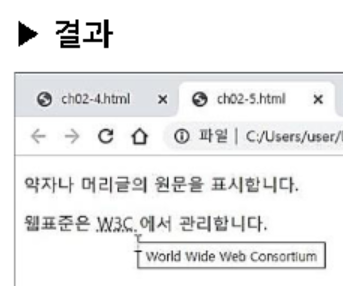 ▶ 결과
ch02-4.html × ch02-5.html ×
파일 | C:/Users/user/
약자나 머리글의 원문을 표시합니다.
웹표준은 W3C 에서 관리합니다.
World Wide Web Consortium